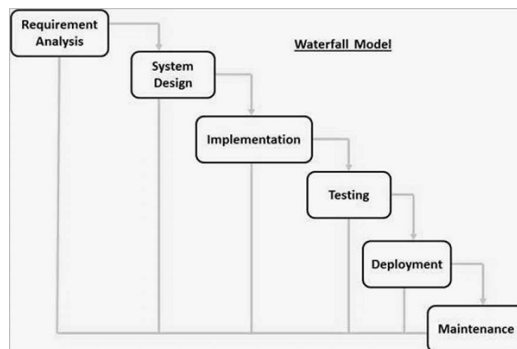 Requirement
Analysis
Waterfall Model
System
Design
Implementation
Testing
Deployment
Maintenance